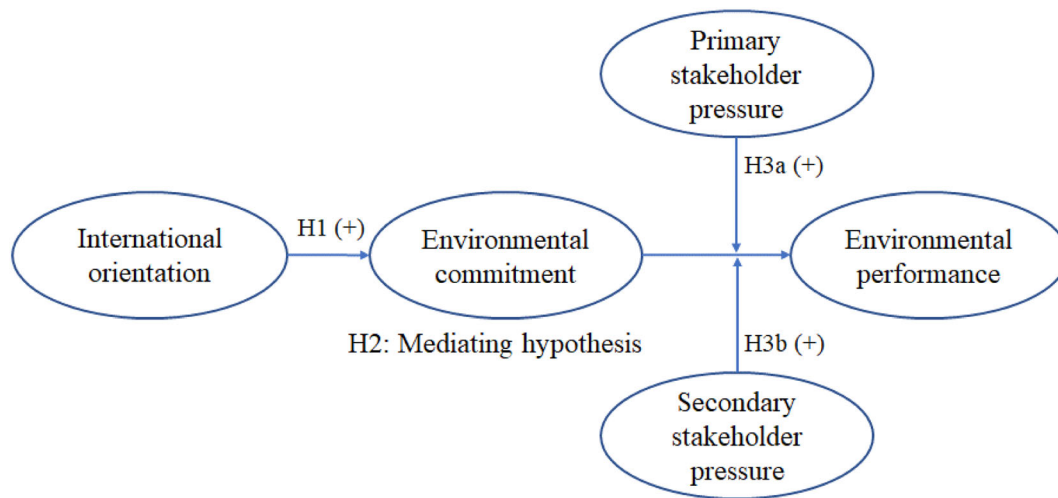 Primary
stakeholder
pressure
H3a (+)
International
orientation
H1 (+)
Environmental
commitment
Environmental
performance
H2: Mediating hypothesis
H3b (+)
Secondary
stakeholder
pressure